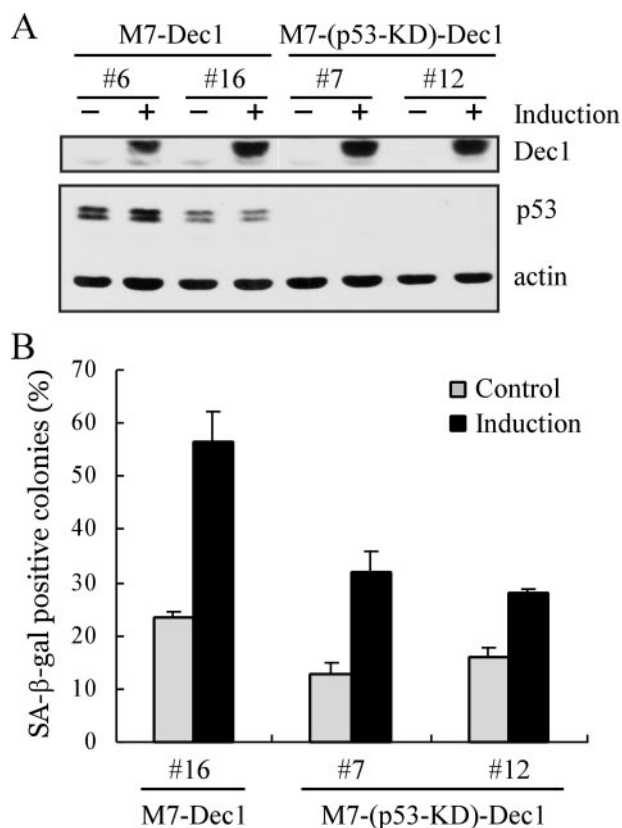 A
M7-Dec1 M7-(p53-KD)-Dec1
#6 #16 #7 #12
− + − + − + − + Induction
Dec1
p53
actin
B
SA-β-gal positive colonies (%)
70
60
50
40
30
20
10
0
Control
Induction
#16 #7 #12
M7-Dec1 M7-(p53-KD)-Dec1